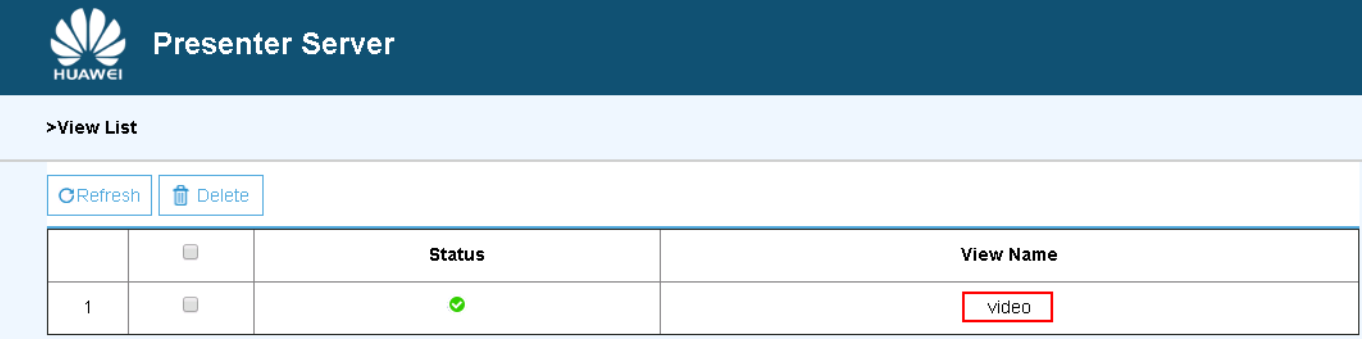 HUAWEI
Presenter Server
>View List
Refresh Delete
Status View Name
1 video